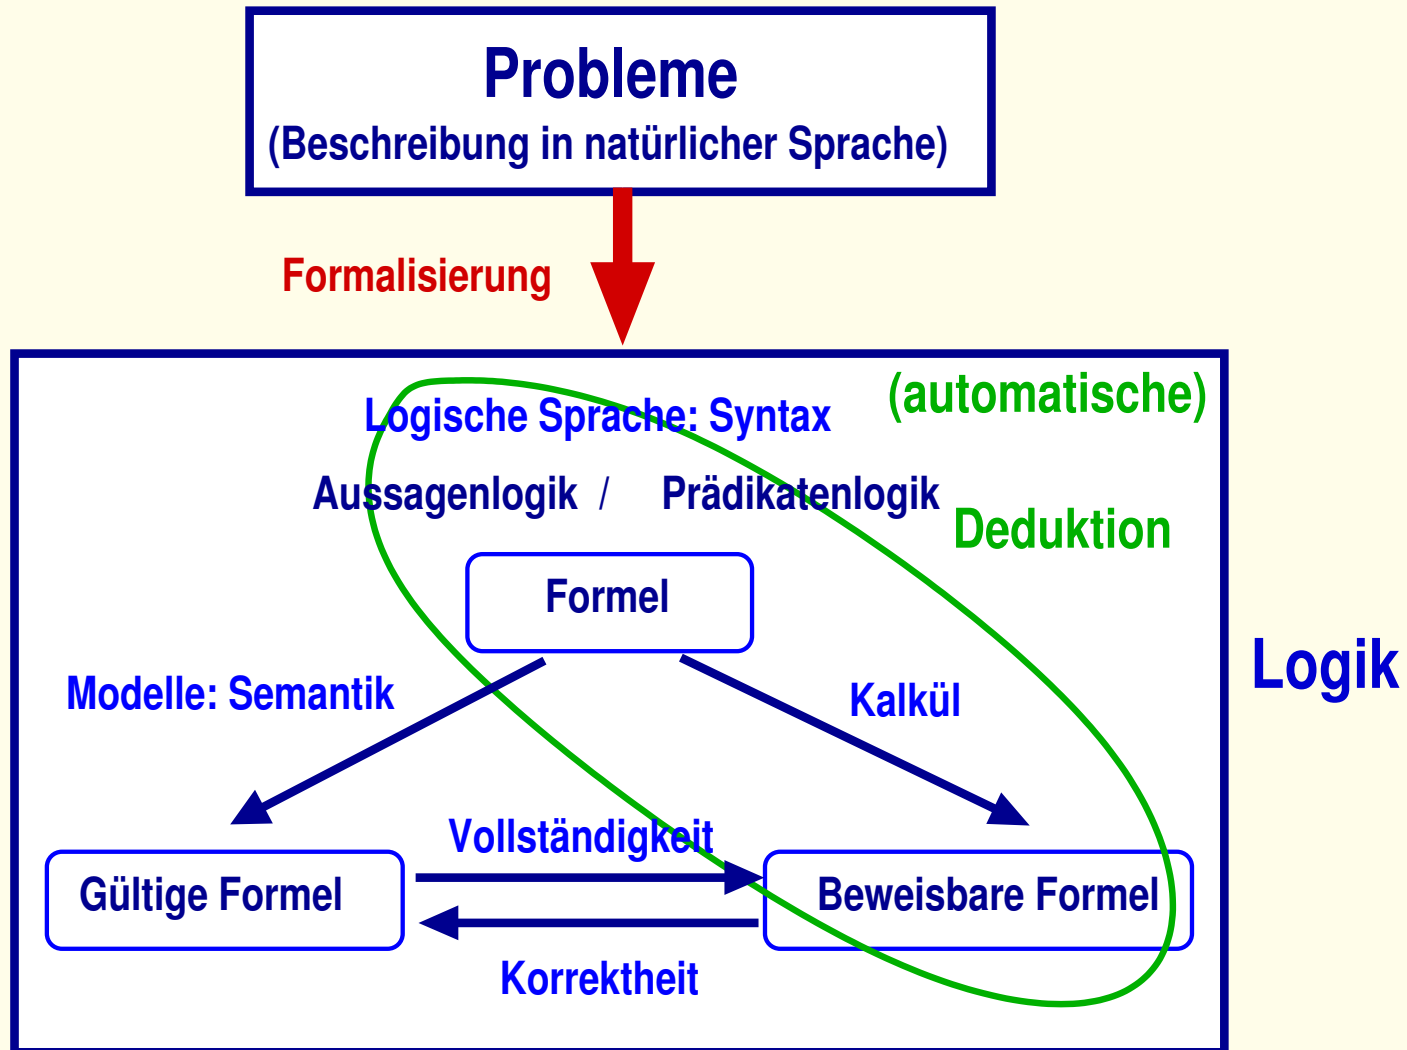 Probleme
(Beschreibung in natürlicher Sprache)
Formalisierung
(automatische)
Logische Sprache: Syntax
Aussagenlogik / Prädikatenlogik
Deduktion
Formel
Logik
Modelle: Semantik
Kalkül
Vollständigkeit
Gültige Formel
Beweisbare Formel
Korrektheit